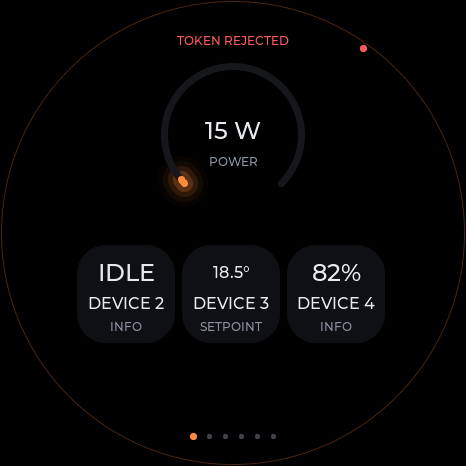 TOKEN REJECTED
15 W
POWER
IDLE
DEVICE 2
INFO
18.5°
DEVICE 3
SETPOINT
82%
DEVICE 4
INFO